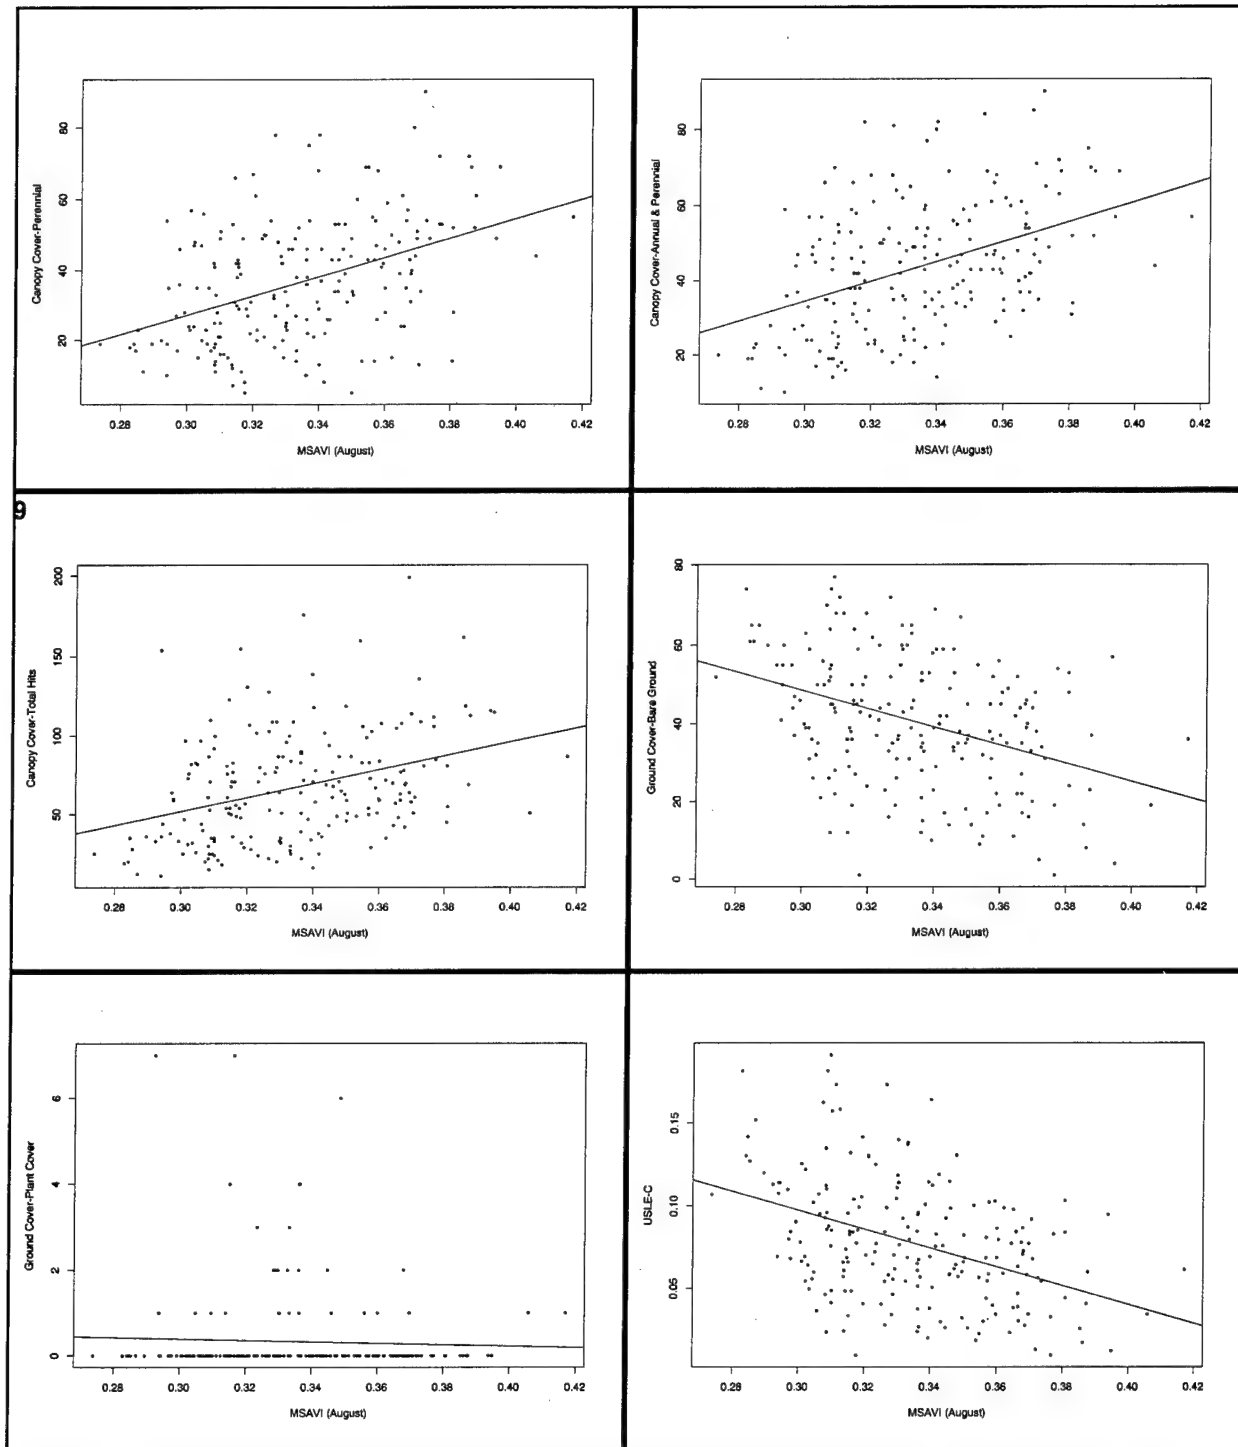 Canopy Cover-Perennial
80
60
40
20
0.28 0.30 0.32 0.34 0.36 0.38 0.40 0.42
MSAVI (August)
Canopy Cover-Annual & Perennial
80
60
40
20
0.28 0.30 0.32 0.34 0.36 0.38 0.40 0.42
MSAVI (August)
9
Canopy Cover-Total Hits
200
150
100
50
0.28 0.30 0.32 0.34 0.36 0.38 0.40 0.42
MSAVI (August)
Ground Cover-Bare Ground
80
60
40
20
0
0.28 0.30 0.32 0.34 0.36 0.38 0.40 0.42
MSAVI (August)
Ground Cover-Plant Cover
6
4
2
0
0.28 0.30 0.32 0.34 0.36 0.38 0.40 0.42
MSAVI (August)
USLE-C
0.15
0.10
0.05
0.28 0.30 0.32 0.34 0.36 0.38 0.40 0.42
MSAVI (August)